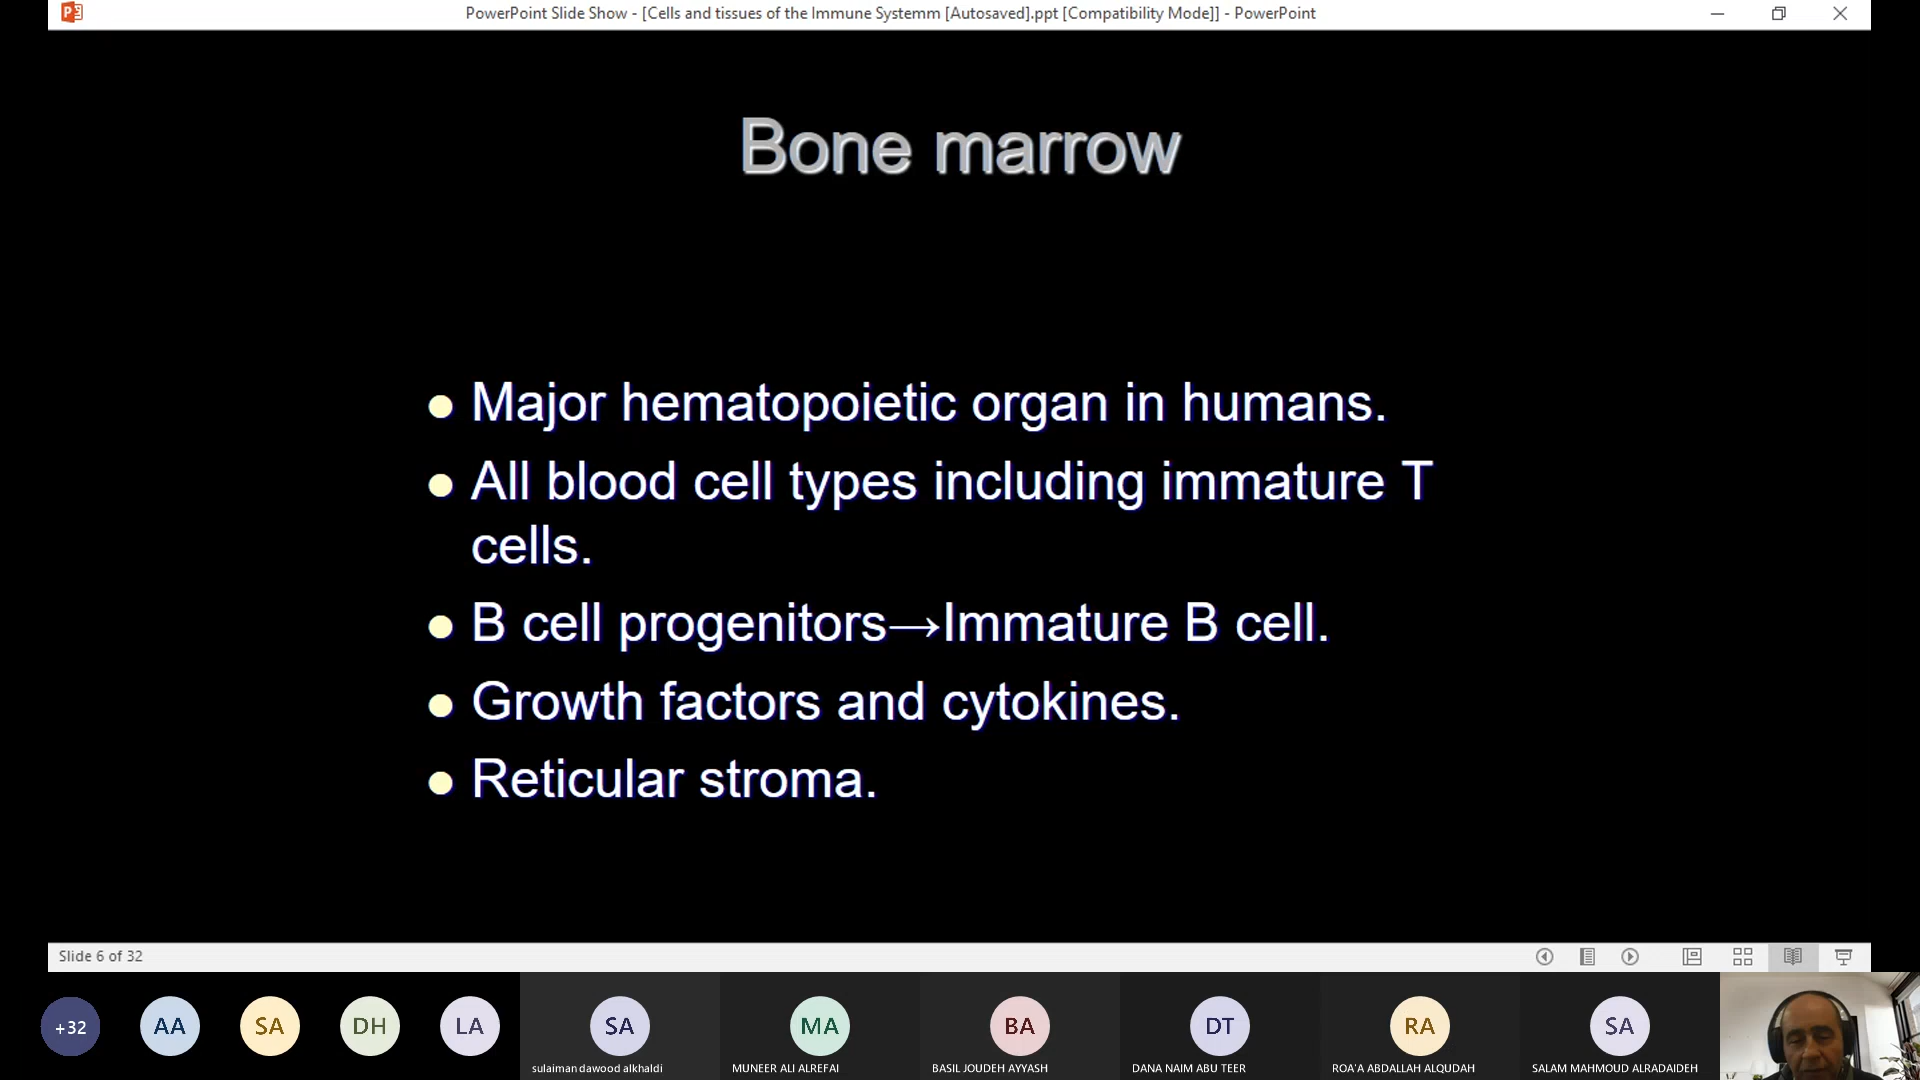 PowerPoint Slide Show - [Cells and tissues of the Immune Systemm [Autosaved].ppt [Compatibility Mode]] - PowerPoint
Bone marrow
Major hematopoietic organ in humans.
All blood cell types including immature T
cells.
B cell progenitors→Immature B cell.
Growth factors and cytokines.
Reticular stroma.
Slide 6 of 32
+32
AA
SA
DH
LA
SA
MA
BA
DT
RA
SA
sulaiman dawood alkhaldi
MUNEER ALI ALREFAI
BASIL JOUDEH AYYASH
DANA NAIM ABU TEER
ROA'A ABDALLAH ALQUDAH
SALAM MAHMOUD ALRADAIDEH